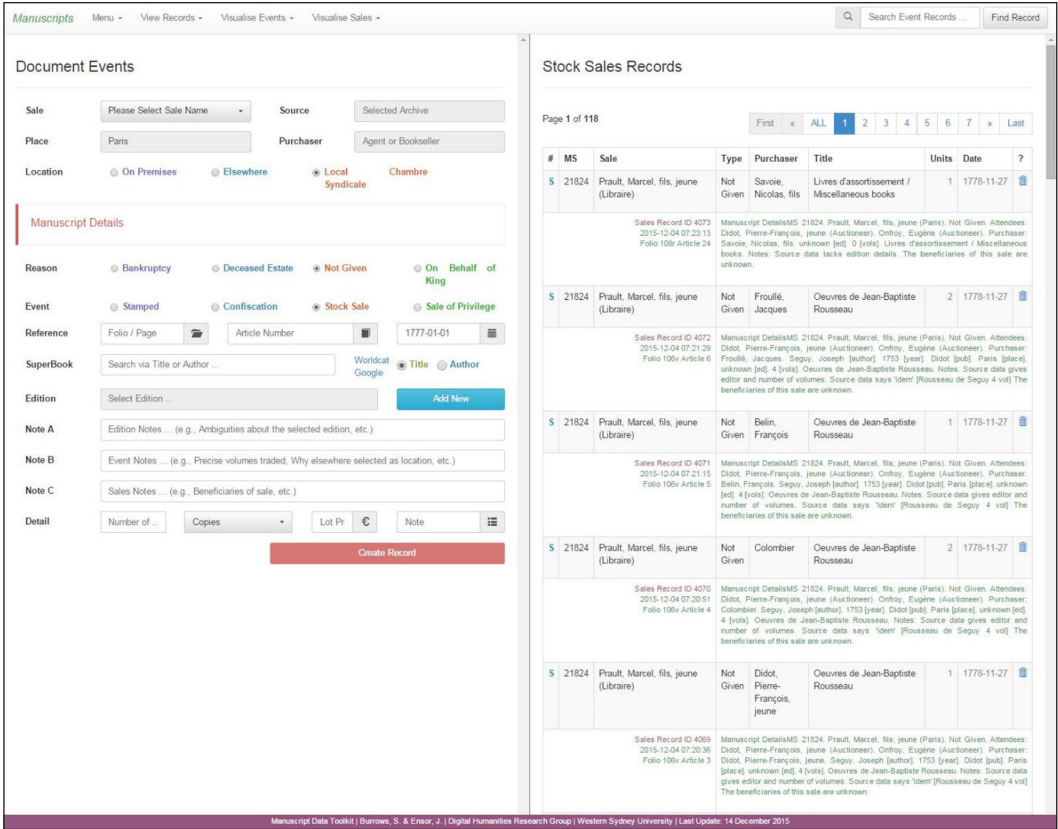 Manuscripts Menu View Records Visualise Events Visualise Sales Search Event Records ... Find Record
Document Events
Sale Please Select Sale Name Source Selected Archive
Place Paris Purchaser Agent or Bookseller
Location On Premises Elsewhere Local Chambre
Syndicale
Manuscript Details
Reason Bankruptcy Deceased Estate Not Given On Behalf of
King
Event Stamped Confiscation Stock Sale Sale of Privilege
Reference Folio / Page Article Number 1777-01-01
SuperBook Search via Title or Author ... Worldcat Title Author
Google
Edition Select Edition ... Add New
Note A Edition Notes ... (e.g., Ambiguities about the selected edition, etc.)
Note B Event Notes ... (e.g., Precise volumes traded, Why elsewhere selected as location, etc.)
Note C Sales Notes ... (e.g., Beneficiaries of sale, etc.)
Detail Number of .. Copies Lot Pr € Note
Create Record
Stock Sales Records
Page 1 of 118 First « ALL 1 2 3 4 5 6 7 » Last
# MS Sale Type Purchaser Title Units Date ?
S 21824 Prault, Marcel, fils, jeune Not Savoie, Livres d'assortissement / 1 1778-11-27
(Libraire) Given Nicolas, fils Miscellaneous books
Sales Record ID 4073 Manuscript DetailsMS 21824. Prault, Marcel, fils, jeune (Paris). Not Given. Attendees:
2015-12-04 07:23:13 Didot, Pierre-François, jeune (Auctioneer). Onfroy, Eugène (Auctioneer). Purchaser:
Folio 108r Article 24 Savoie, Nicolas, fils. unknown [ed]. 0 [vols]. Livres d'assortissement / Miscellaneous
books. Notes: Source data lacks edition details. The beneficiaries of this sale are
unknown.
S 21824 Prault, Marcel, fils, jeune Not Froullé, Oeuvres de Jean-Baptiste 2 1778-11-27
(Libraire) Given Jacques Rousseau
Sales Record ID 4072 Manuscript DetailsMS 21824. Prault, Marcel, fils, jeune (Paris). Not Given. Attendees:
2015-12-04 07:21:29 Didot, Pierre-François, jeune (Auctioneer). Onfroy, Eugène (Auctioneer). Purchaser:
Folio 106v Article 6 Froullé, Jacques. Seguy, Joseph [author]. 1753 [year]. Didot [pub]. Paris [place].
unknown [ed]. 4 [vols]. Oeuvres de Jean-Baptiste Rousseau. Notes: Source data gives
editor and number of volumes. Source data says 'Idem' [Rousseau de Seguy 4 vol] The
beneficiaries of this sale are unknown.
S 21824 Prault, Marcel, fils, jeune Not Belin, Oeuvres de Jean-Baptiste 1 1778-11-27
(Libraire) Given François Rousseau
Sales Record ID 4071 Manuscript DetailsMS 21824. Prault, Marcel, fils, jeune (Paris). Not Given. Attendees:
2015-12-04 07:21:15 Didot, Pierre-François, jeune (Auctioneer). Onfroy, Eugène (Auctioneer). Purchaser:
Folio 106v Article 5 Belin, François. Seguy, Joseph [author]. 1753 [year]. Didot [pub]. Paris [place]. unknown
[ed]. 4 [vols]. Oeuvres de Jean-Baptiste Rousseau. Notes: Source data gives editor and
number of volumes. Source data says 'Idem' [Rousseau de Seguy 4 vol] The
beneficiaries of this sale are unknown.
S 21824 Prault, Marcel, fils, jeune Not Colombier Oeuvres de Jean-Baptiste 2 1778-11-27
(Libraire) Given Rousseau
Sales Record ID 4070 Manuscript DetailsMS 21824. Prault, Marcel, fils, jeune (Paris). Not Given. Attendees:
2015-12-04 07:20:51 Didot, Pierre-François, jeune (Auctioneer). Onfroy, Eugène (Auctioneer). Purchaser:
Folio 106v Article 4 Colombier. Seguy, Joseph [author]. 1753 [year]. Didot [pub]. Paris [place]. unknown [ed].
4 [vols]. Oeuvres de Jean-Baptiste Rousseau. Notes: Source data gives editor and
number of volumes. Source data says 'Idem' [Rousseau de Seguy 4 vol] The
beneficiaries of this sale are unknown.
S 21824 Prault, Marcel, fils, jeune Not Didot, Oeuvres de Jean-Baptiste 1 1778-11-27
(Libraire) Given Pierre- Rousseau
François,
jeune
Sales Record ID 4069 Manuscript DetailsMS 21824. Prault, Marcel, fils, jeune (Paris). Not Given. Attendees:
2015-12-04 07:20:36 Didot, Pierre-François, jeune (Auctioneer). Onfroy, Eugène (Auctioneer). Purchaser:
Folio 106v Article 3 Didot, Pierre-François, jeune. Seguy, Joseph [author]. 1753 [year]. Didot [pub]. Paris
[place]. unknown [ed]. 4 [vols]. Oeuvres de Jean-Baptiste Rousseau. Notes: Source data
gives editor and number of volumes. Source data says 'Idem' [Rousseau de Seguy 4 vol]
The beneficiaries of this sale are unknown.
Manuscript Data Toolkit | Burrows, S. & Ensor, J. | Digital Humanities Research Group | Western Sydney University | Last Update: 14 December 2015